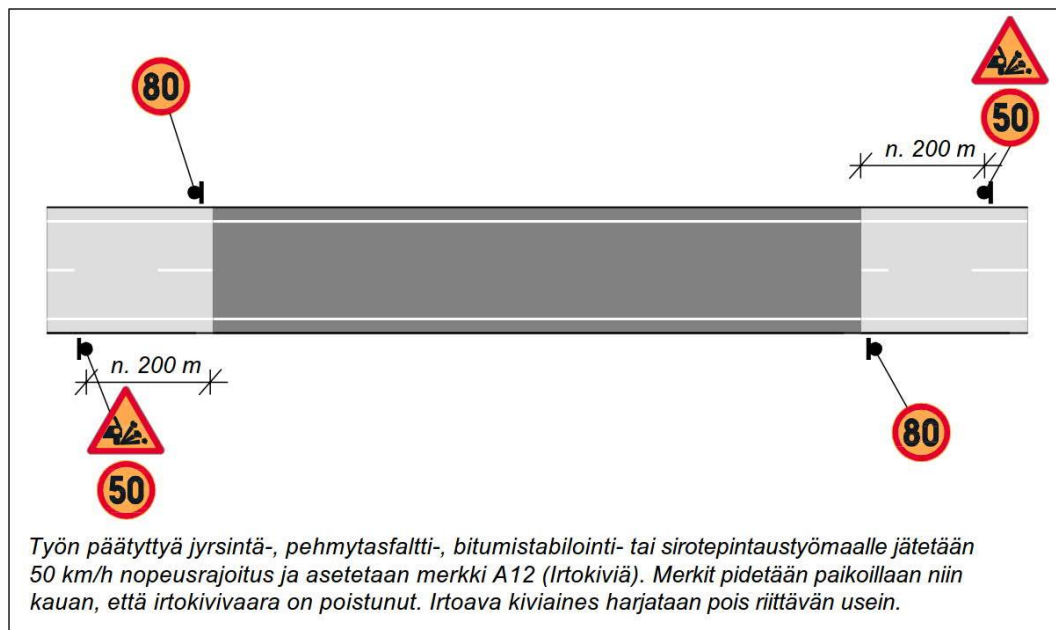 80
50
n. 200 m
n. 200 m
80
50
Työn päätyttyä jyrsintä-, pehmytasfaltti-, bitumistabilointi- tai sirotepintaustyömaalle jätetään
50 km/h nopeusrajoitus ja asetetaan merkki A12 (Irtokiviä). Merkit pidetään paikoillaan niin
kauan, että irtokivivaara on poistunut. Irtoava kiviaines harjataan pois riittävän usein.